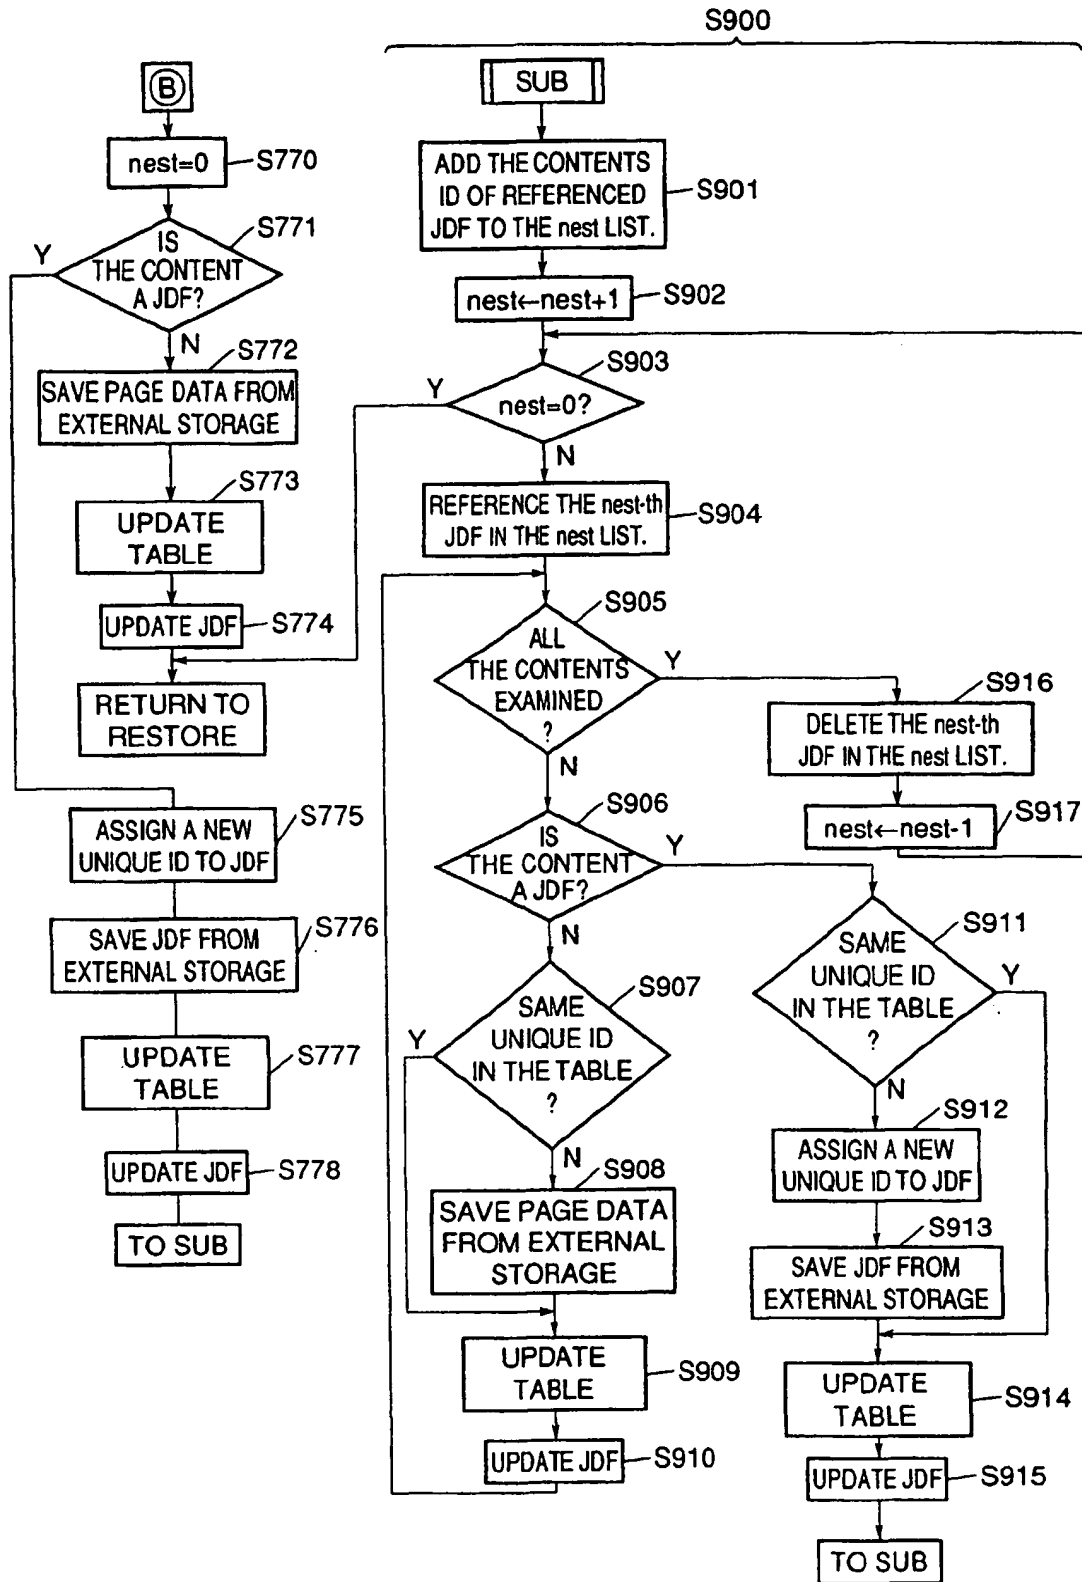 S900
B
nest=0
S770
IS
THE CONTENT
A JDF?
S771
Y
N
S772
SAVE PAGE DATA FROM
EXTERNAL STORAGE
S773
UPDATE
TABLE
UPDATE JDF
S774
RETURN TO
RESTORE
S775
ASSIGN A NEW
UNIQUE ID TO JDF
S776
SAVE JDF FROM
EXTERNAL STORAGE
UPDATE
TABLE
S777
UPDATE JDF
S778
TO SUB
SUB
ADD THE CONTENTS
ID OF REFERENCED
JDF TO THE nest LIST.
S901
nest←nest+1
S902
S903
Y
nest=0?
N
REFERENCE THE nest-th
JDF IN THE nest LIST.
S904
S905
ALL
THE CONTENTS
EXAMINED
?
Y
N
S906
IS
THE CONTENT
A JDF?
Y
N
S907
SAME
UNIQUE ID
IN THE TABLE
?
Y
N
S908
SAVE PAGE DATA
FROM EXTERNAL
STORAGE
UPDATE
TABLE
S909
UPDATE JDF
S910
S916
DELETE THE nest-th
JDF IN THE nest LIST.
nest←nest-1
S917
S911
SAME
UNIQUE ID
IN THE TABLE
?
Y
N
S912
ASSIGN A NEW
UNIQUE ID TO JDF
S913
SAVE JDF FROM
EXTERNAL STORAGE
UPDATE
TABLE
S914
UPDATE JDF
S915
TO SUB